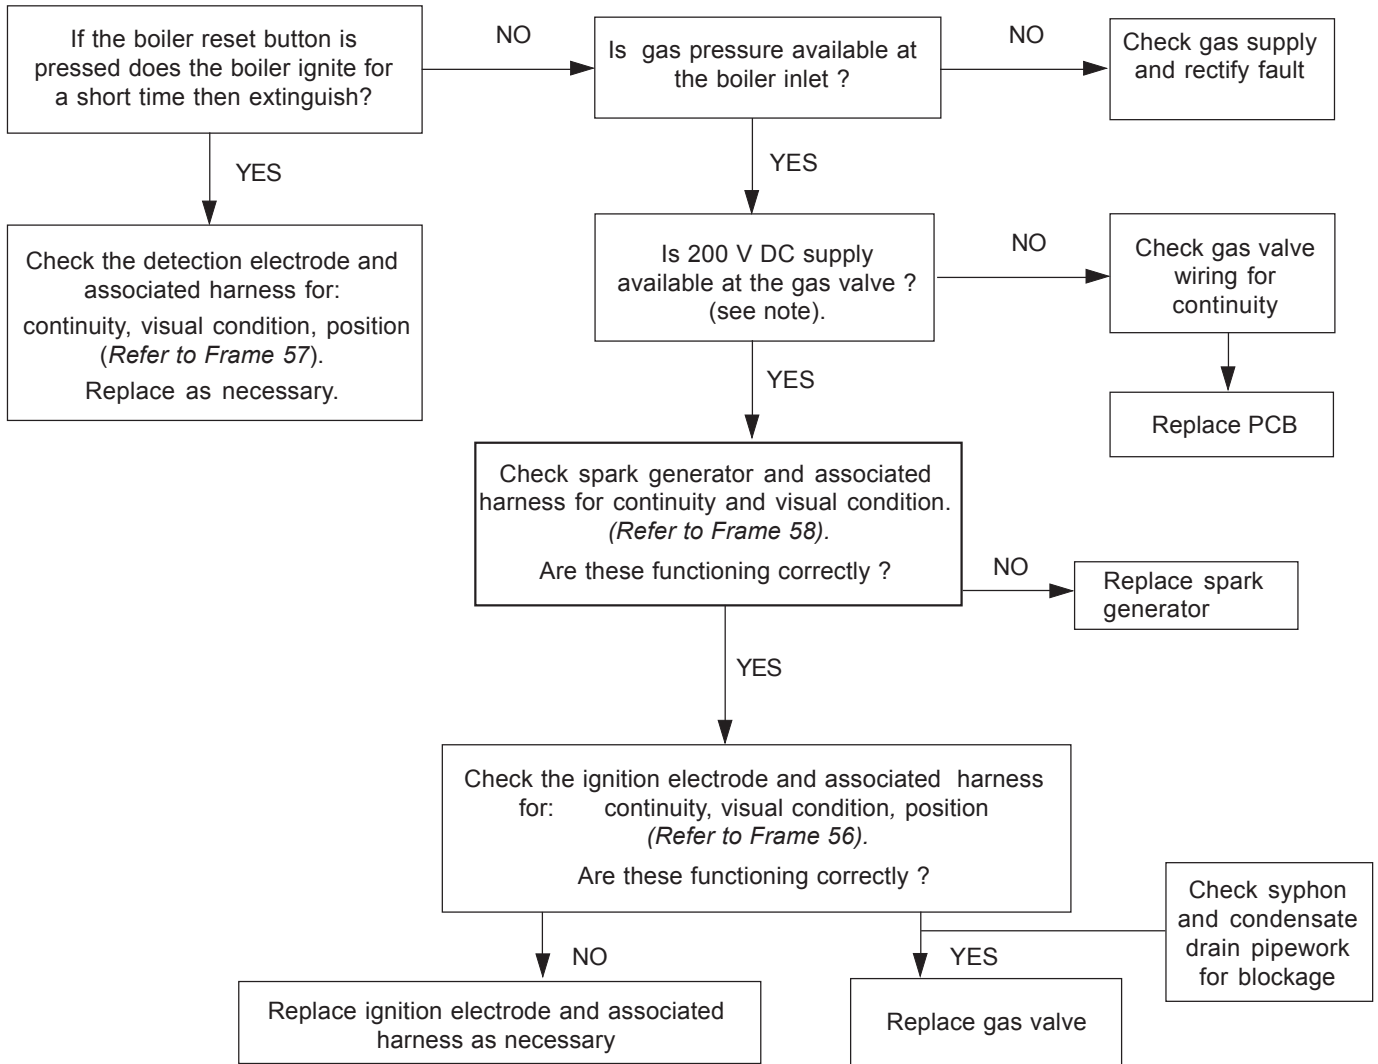 If the boiler reset button is
pressed does the boiler ignite for
a short time then extinguish?
NO
Is gas pressure available at
the boiler inlet ?
NO
Check gas supply
and rectify fault
YES
YES
Check the detection electrode and
associated harness for:
continuity, visual condition, position
(Refer to Frame 57).
Replace as necessary.
Is 200 V DC supply
available at the gas valve ?
(see note).
NO
Check gas valve
wiring for
continuity
YES
Replace PCB
Check spark generator and associated
harness for continuity and visual condition.
(Refer to Frame 58).
Are these functioning correctly ?
NO
Replace spark
generator
YES
Check the ignition electrode and associated harness
for: continuity, visual condition, position
(Refer to Frame 56).
Are these functioning correctly ?
Check syphon
and condensate
drain pipework
for blockage
NO
YES
Replace ignition electrode and associated
harness as necessary
Replace gas valve